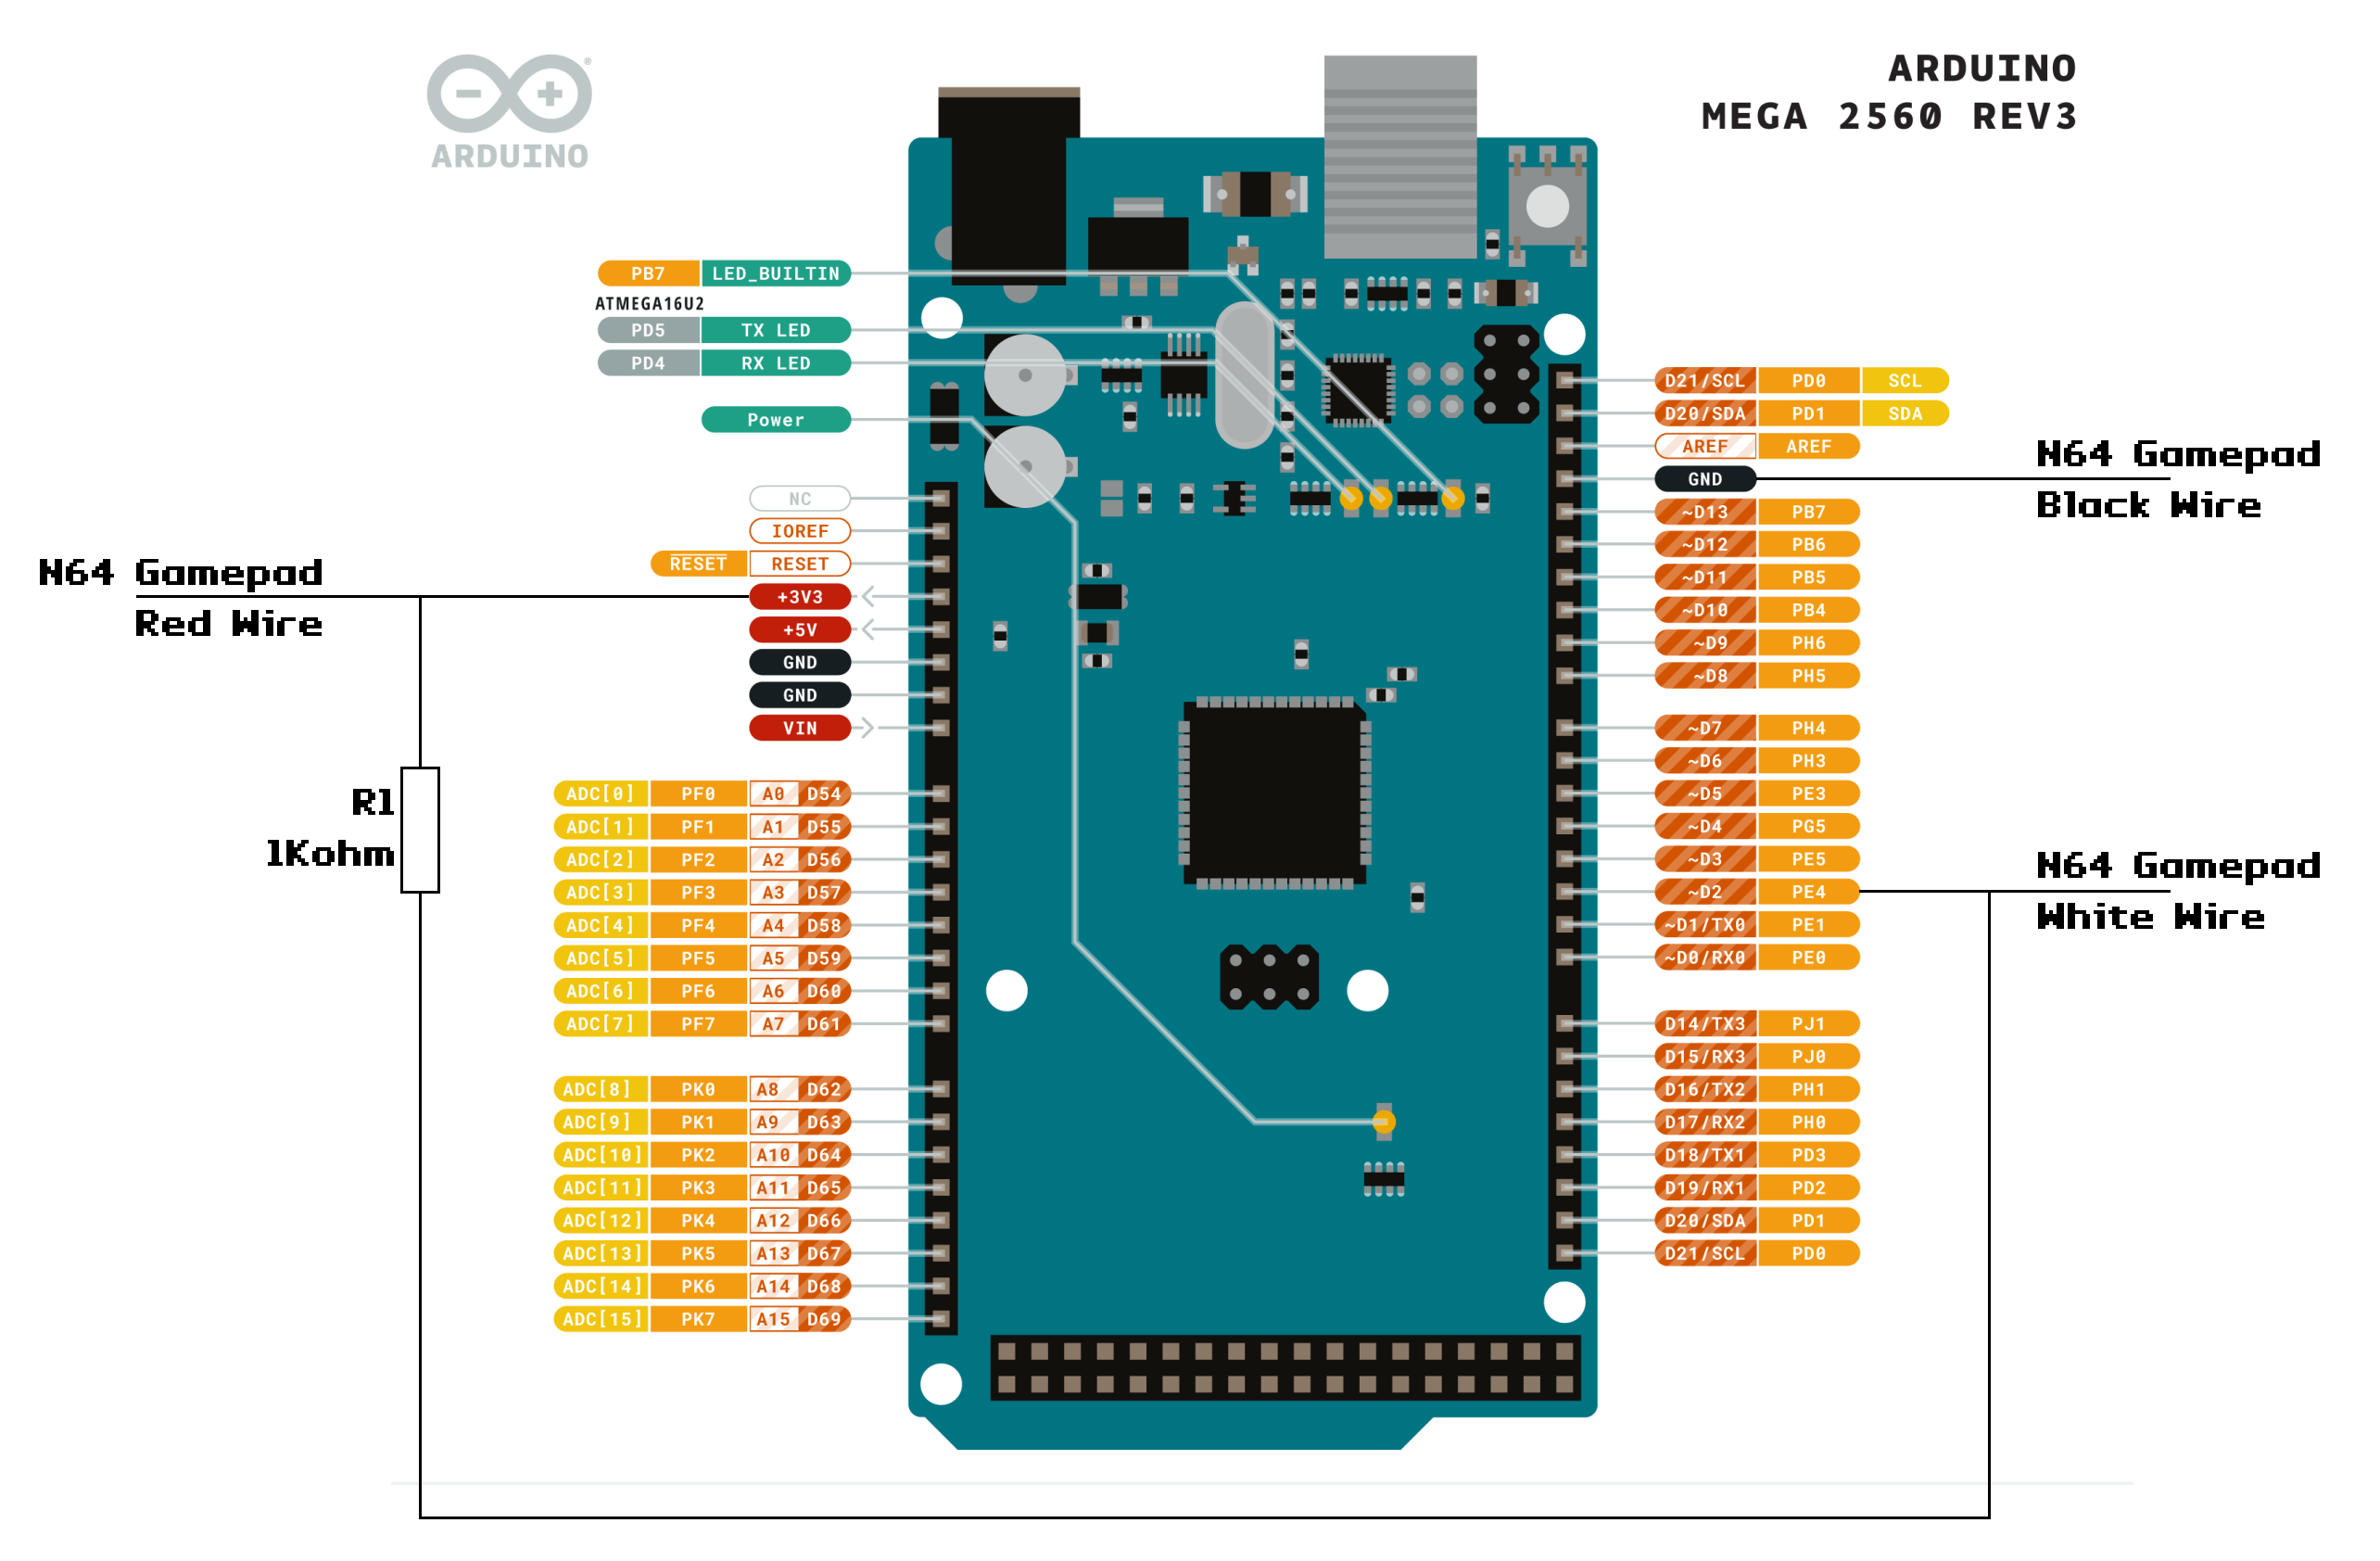 ARDUINO
MEGA 2560 REV3
®
ARDUINO
PB7 LED_BUILTIN
ATMEGA16U2
PD5 TX LED
PD4 RX LED
Power
NC
IOREF
RESET RESET
+3V3
+5V
GND
GND
VIN
N64 Gamepad
Red Wire
R1
1Kohm
ADC[0] PF0 A0 D54
ADC[1] PF1 A1 D55
ADC[2] PF2 A2 D56
ADC[3] PF3 A3 D57
ADC[4] PF4 A4 D58
ADC[5] PF5 A5 D59
ADC[6] PF6 A6 D60
ADC[7] PF7 A7 D61
ADC[8] PK0 A8 D62
ADC[9] PK1 A9 D63
ADC[10] PK2 A10 D64
ADC[11] PK3 A11 D65
ADC[12] PK4 A12 D66
ADC[13] PK5 A13 D67
ADC[14] PK6 A14 D68
ADC[15] PK7 A15 D69
D21/SCL PD0 SCL
D20/SDA PD1 SDA
AREF AREF
GND
~D13 PB7
~D12 PB6
~D11 PB5
~D10 PB4
~D9 PH6
~D8 PH5
~D7 PH4
~D6 PH3
~D5 PE3
~D4 PG5
~D3 PE5
~D2 PE4
~D1/TX0 PE1
~D0/RX0 PE0
D14/TX3 PJ1
D15/RX3 PJ0
D16/TX2 PH1
D17/RX2 PH0
D18/TX1 PD3
D19/RX1 PD2
D20/SDA PD1
D21/SCL PD0
N64 Gamepad
Black Wire
N64 Gamepad
White Wire